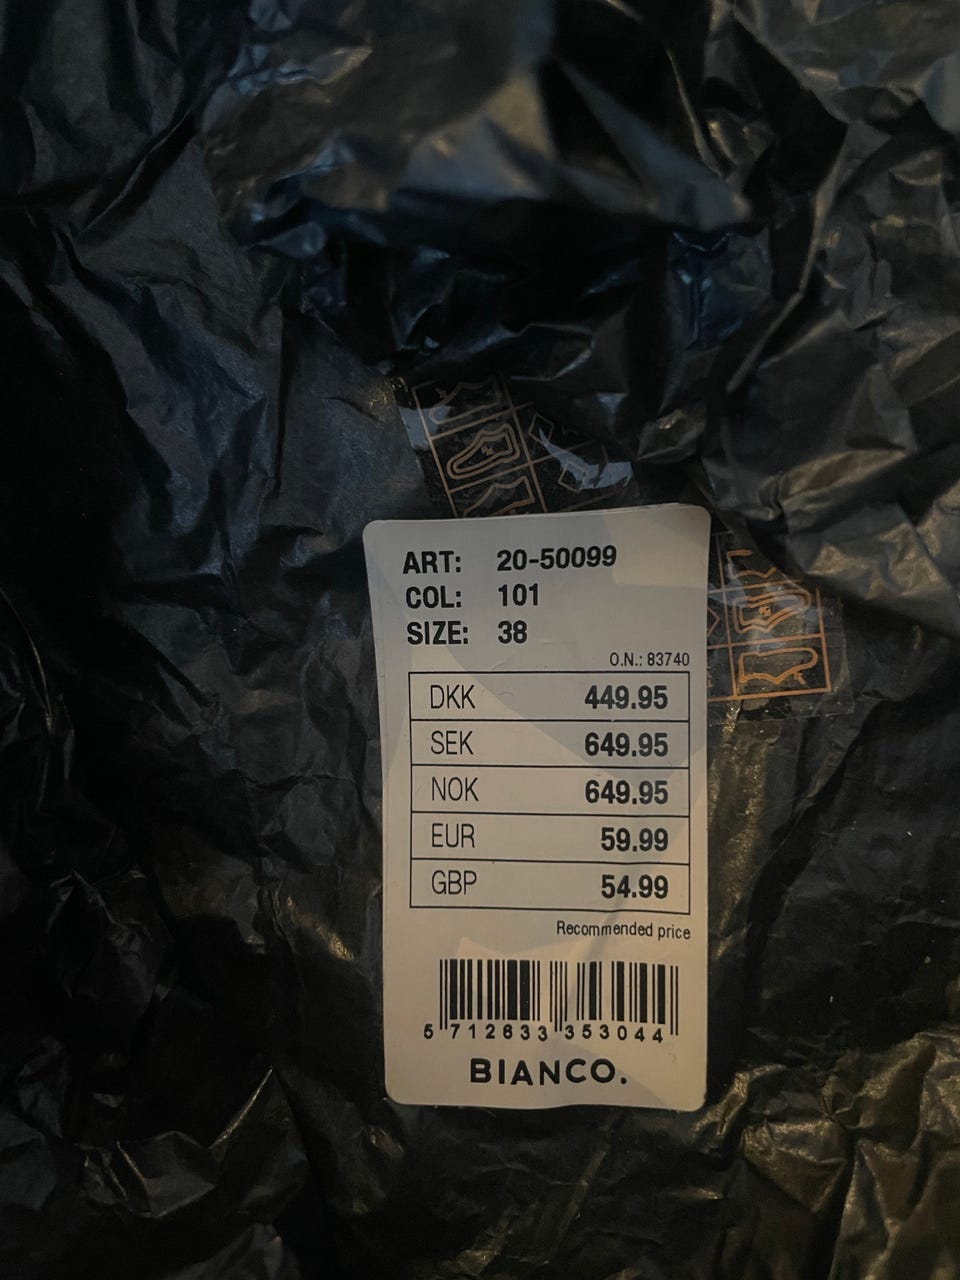 ART: 20-50099
COL: 101
SIZE: 38
O.N.: 83740
DKK 449.95
SEK 649.95
NOK 649.95
EUR 59.99
GBP 54.99
Recommended price
5 712633 353044
BIANCO.